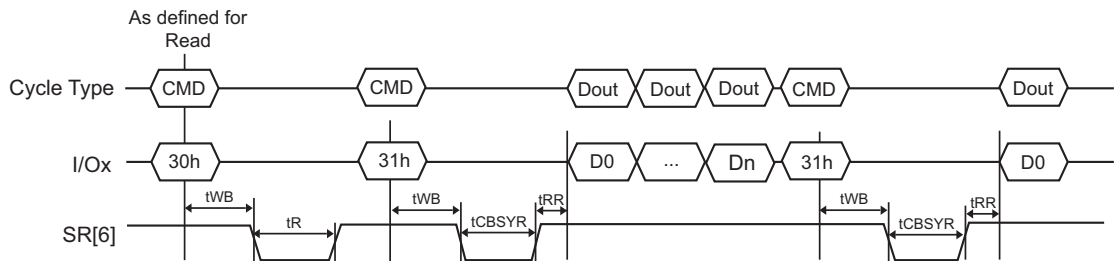 As defined for
Read
Cycle Type CMD CMD Dout Dout Dout CMD Dout
I/Ox 30h 31h D0 ... Dn 31h D0
tWB tWB tRR tWB tRR
tR tCBSYR tCBSYR
SR[6]